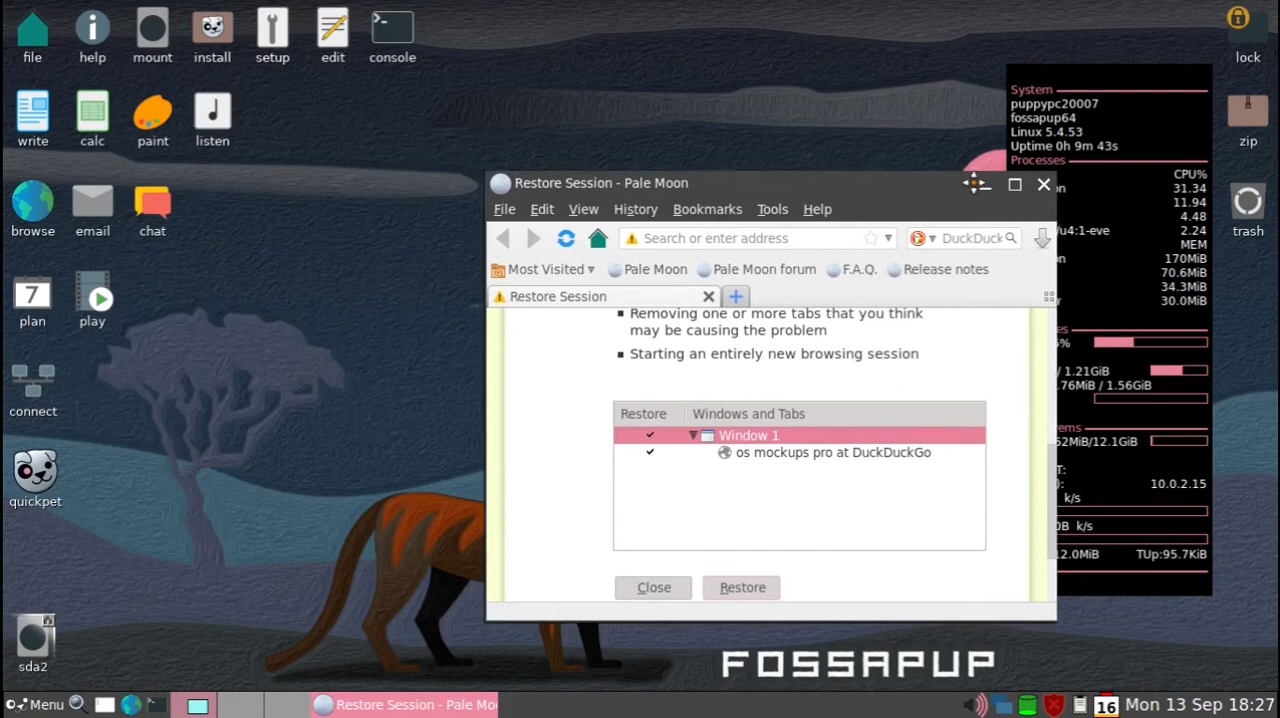 file help mount install setup edit console
lock
write calc paint listen
zip
browse email chat
trash
plan play
connect
quickpet
sda2
7
System
puppypc20007
fossapup64
Linux 5.4.53
Uptime 0h 9m 43s
Processes
CPU%
on 31.34
11.94
4.48
/u4:1-eve 2.24
MEM
on 170MiB
70.6MiB
34.3MiB
30.0MiB
/ 1.21GiB
.76MiB / 1.56GiB
ems
52MiB/12.1GiB
T:
): 10.0.2.15
k/s
0B k/s
12.0MiB TUp:95.7KiB
Restore Session - Pale Moon
File Edit View History Bookmarks Tools Help
Search or enter address DuckDuck
Most Visited Pale Moon Pale Moon forum F.A.Q. Release notes
Restore Session
Removing one or more tabs that you think
may be causing the problem
Starting an entirely new browsing session
Restore Windows and Tabs
Window 1
os mockups pro at DuckDuckGo
Close Restore
FOSSAPUP
Menu Restore Session - Pale Mo 16 Mon 13 Sep 18:27